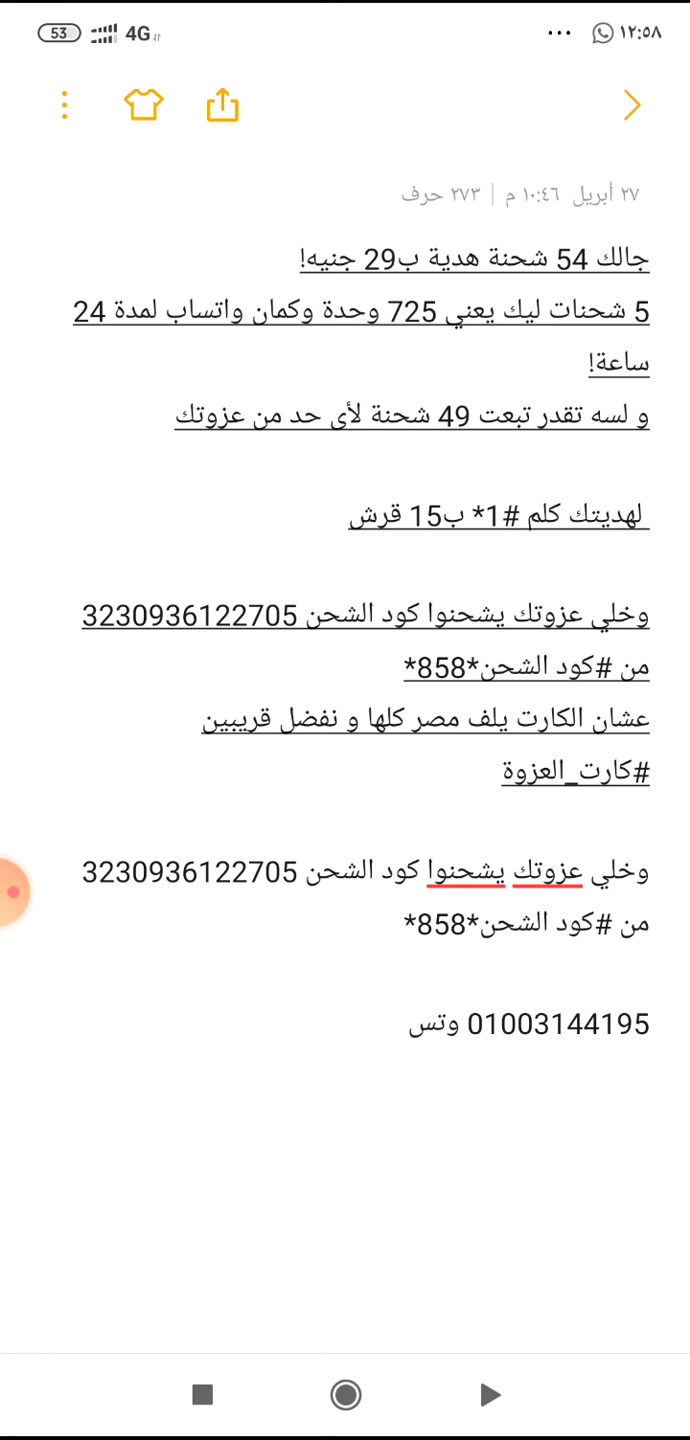 53 4G ... ١٢:٥٨
٢٧ أبريل ١٠:٤٦ م | ٢٧٣ حرف
جالك 54 شحنة هدية ب29 جنيه!
5 شحنات ليك يعني 725 وحدة وكمان واتساب لمدة 24
ساعة!
و لسه تقدر تبعت 49 شحنة لأى حد من عزوتك
لهديتك كلم #1* ب15 قرش
وخلي عزوتك يشحنوا كود الشحن 3230936122705
من #كود الشحن*858*
عشان الكارت يلف مصر كلها و نفضل قريبين
#كارت_العزوة
وخلي عزوتك يشحنوا كود الشحن 3230936122705
من #كود الشحن*858*
01003144195 وتس